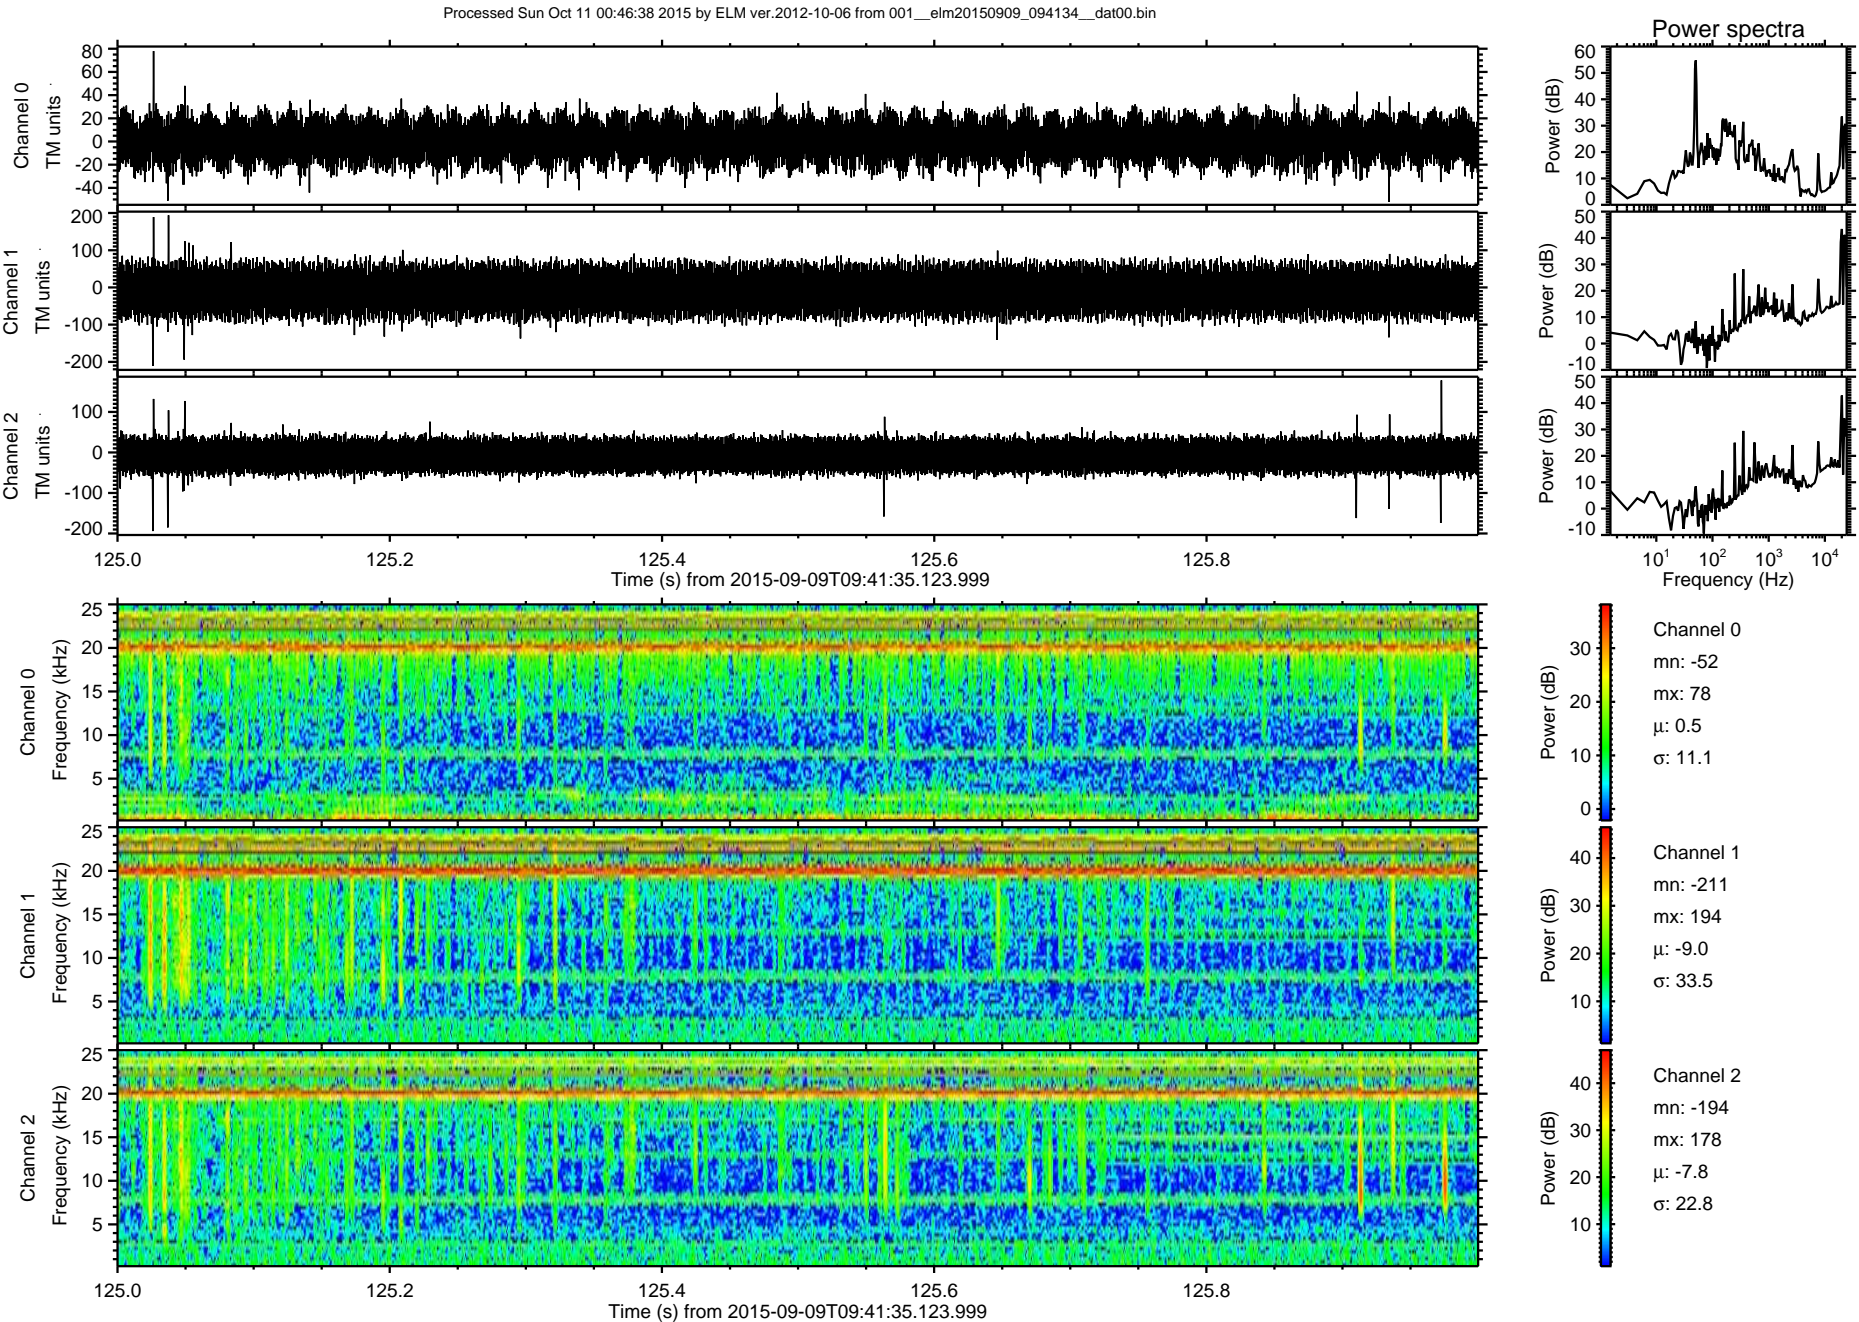 Processed Sun Oct 11 00:46:38 2015 by ELM ver.2012-10-06 from 001__elm20150909_094134__dat00.bin
Power spectra
Channel 0
TM units
80
60
40
20
0
-20
-40
Power (dB)
60
50
40
30
20
10
0
Channel 1
TM units
200
100
0
-100
-200
Power (dB)
50
40
30
20
10
0
-10
Channel 2
TM units
100
0
-100
-200
Power (dB)
50
40
30
20
10
0
-10
125.0 125.2 125.4 125.6 125.8
Time (s) from 2015-09-09T09:41:35.123.999
10¹ 10² 10³ 10⁴
Frequency (Hz)
Channel 0
Frequency (kHz)
25
20
15
10
5
Power (dB)
30
20
10
0
Channel 0
mn: -52
mx: 78
μ: 0.5
σ: 11.1
Channel 1
Frequency (kHz)
25
20
15
10
5
Power (dB)
40
30
20
10
Channel 1
mn: -211
mx: 194
μ: -9.0
σ: 33.5
Channel 2
Frequency (kHz)
25
20
15
10
5
Power (dB)
40
30
20
10
Channel 2
mn: -194
mx: 178
μ: -7.8
σ: 22.8
125.0 125.2 125.4 125.6 125.8
Time (s) from 2015-09-09T09:41:35.123.999